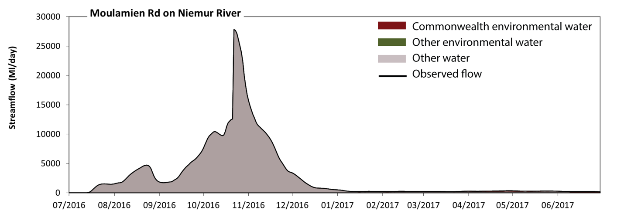 Moulamien Rd on Niemur River
Streamflow (Ml/day)
30000
25000
20000
15000
10000
5000
0
Commonwealth environmental water
Other environmental water
Other water
Observed flow
07/2016 08/2016 09/2016 10/2016 11/2016 12/2016 01/2017 02/2017 03/2017 04/2017 05/2017 06/2017